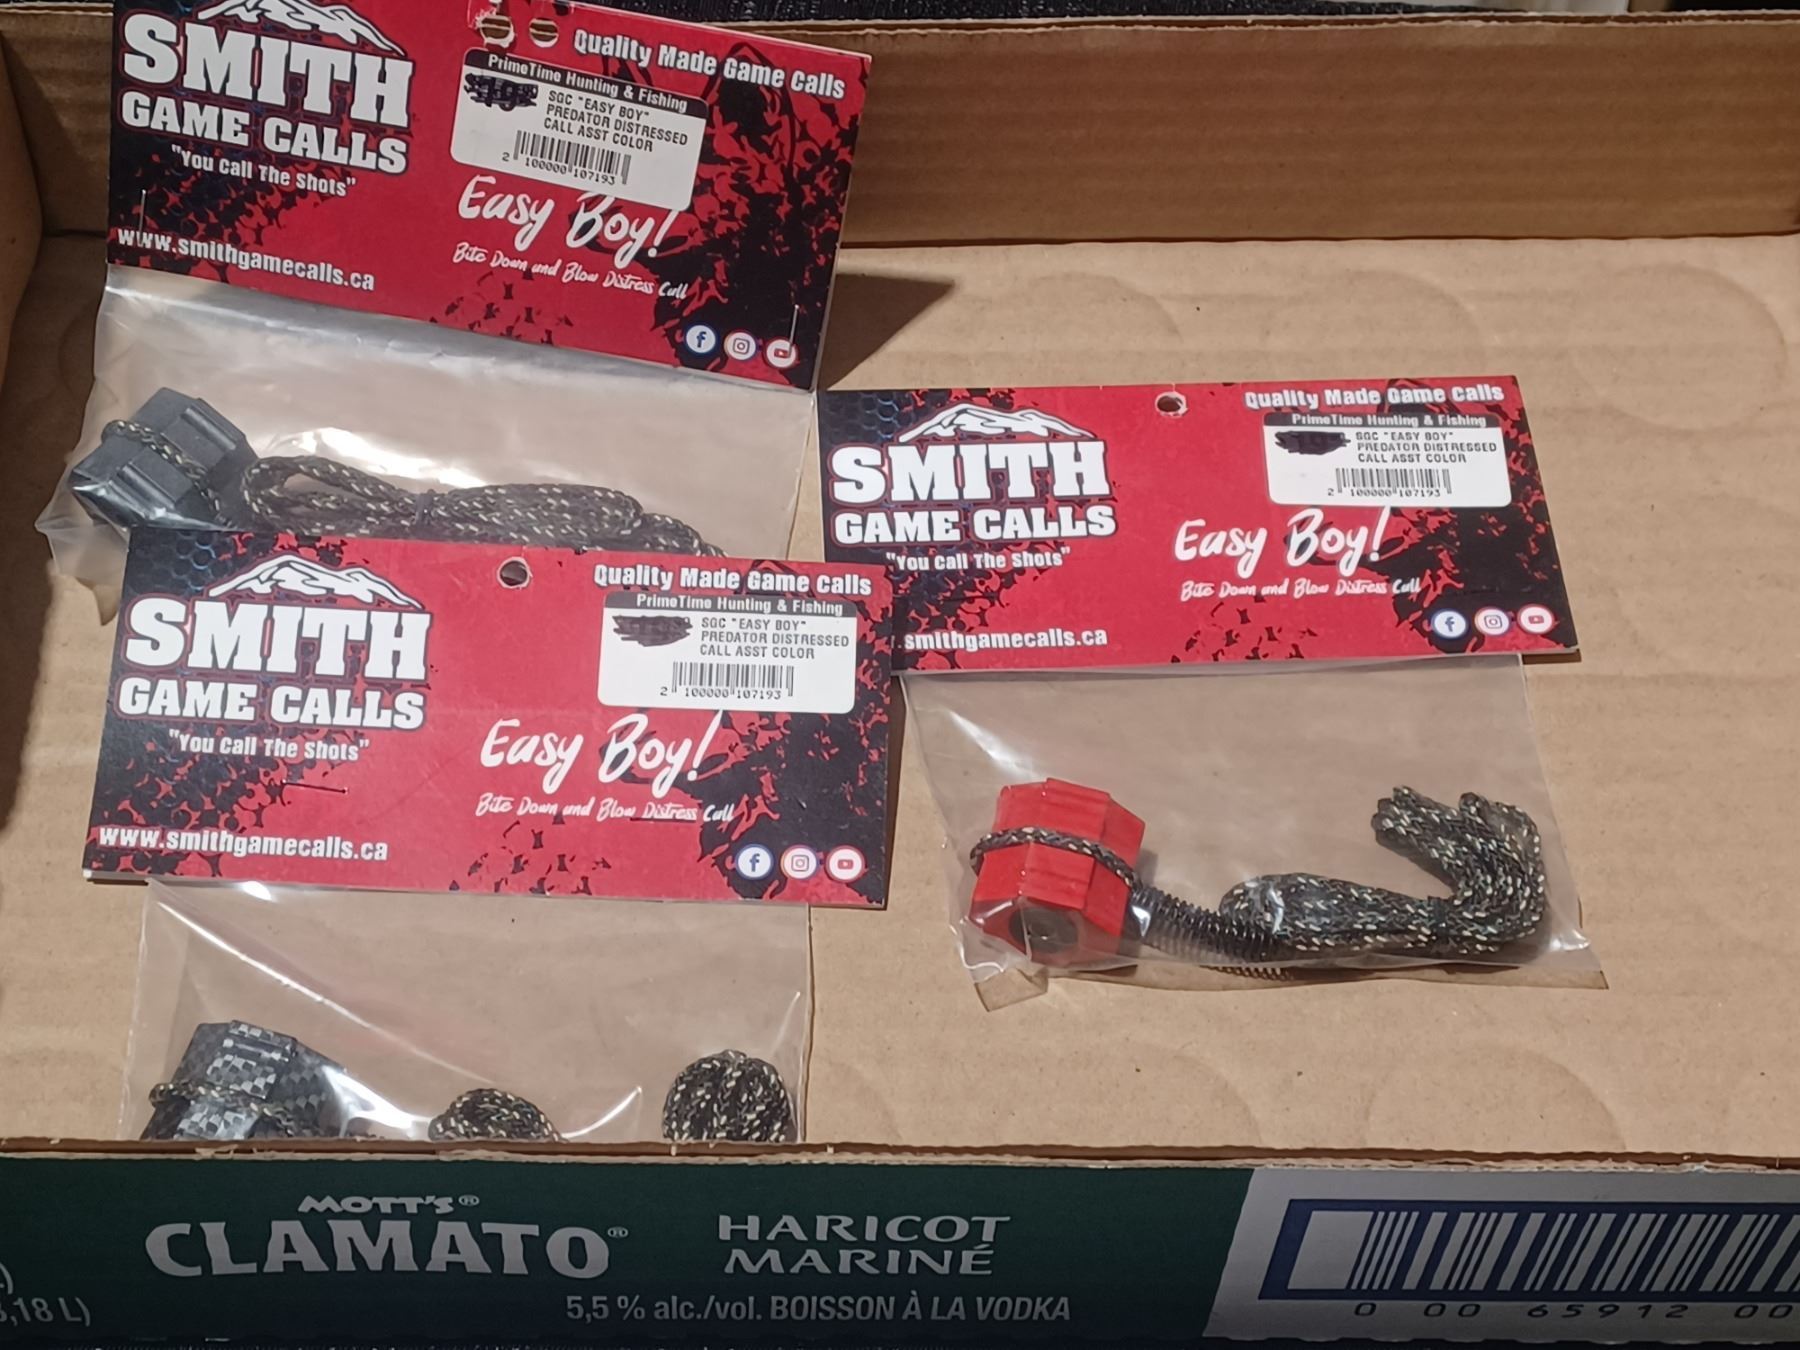 SMITH
GAME CALLS
"You Call The Shots"
www.smithgamecalls.ca
Quality Made Game Calls
PrimeTime Hunting & Fishing
SGC "EASY BOY"
PREDATOR DISTRESSED
CALL ASST COLOR
2 100000 107193
Easy Boy!
Bite Down and Blow Distress Call
SMITH
GAME CALLS
"You Call The Shots"
.smithgamecalls.ca
Quality Made Game Calls
PrimeTime Hunting & Fishing
SGC "EASY BOY"
PREDATOR DISTRESSED
CALL ASST COLOR
2 100000 107193
Easy Boy!
Bite Down and Blow Distress Call
SMITH
GAME CALLS
"You Call The Shots"
www.smithgamecalls.ca
Quality Made Game Calls
PrimeTime Hunting & Fishing
SGC "EASY BOY"
PREDATOR DISTRESSED
CALL ASST COLOR
2 100000 107193
Easy Boy!
Bite Down and Blow Distress Call
MOTT'S®
CLAMATO®
HARICOT
MARINÉ
,18 L)
5,5 % alc./vol. BOISSON À LA VODKA
0 00 65912 00